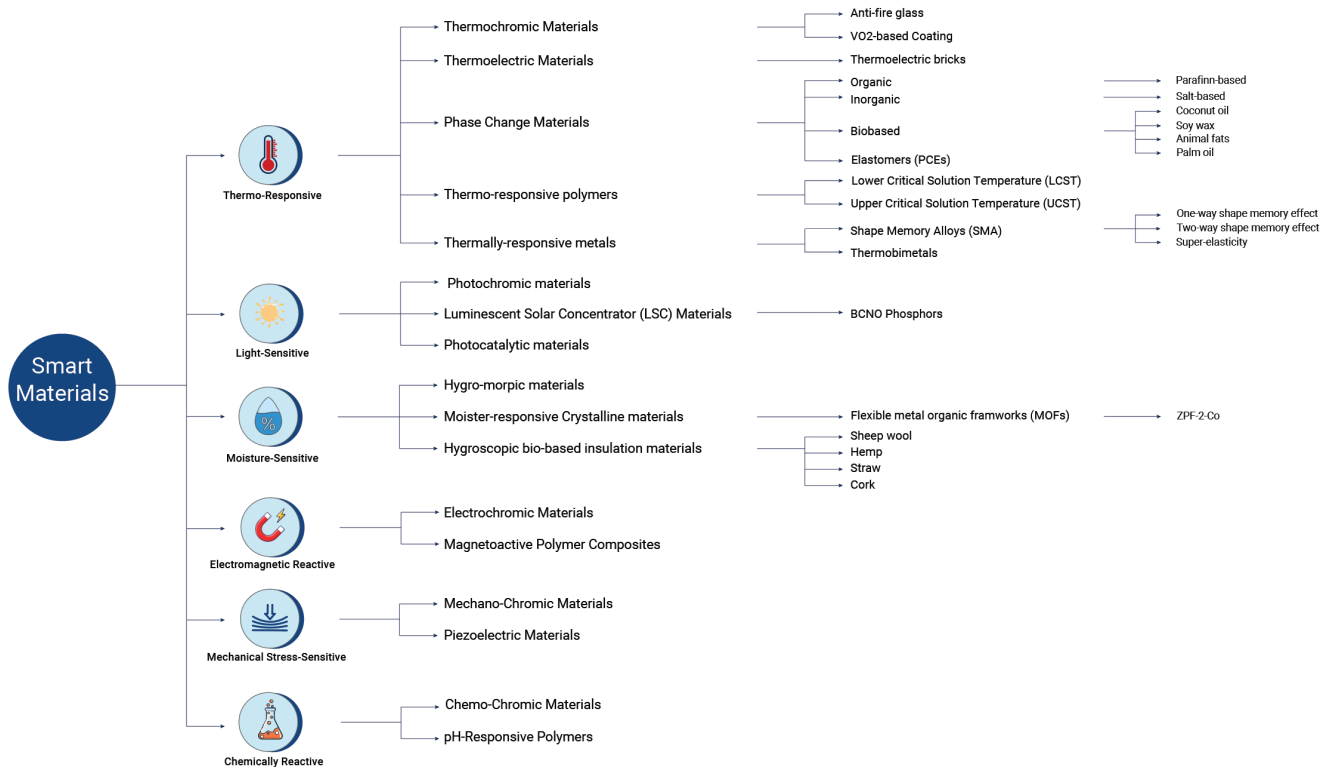 Smart
Materials
Thermo-Responsive
Thermochromic Materials
Anti-fire glass
VO2-based Coating
Thermoelectric Materials
Thermoelectric bricks
Phase Change Materials
Organic
Parafinn-based
Inorganic
Salt-based
Biobased
Coconut oil
Soy wax
Animal fats
Palm oil
Elastomers (PCEs)
Thermo-responsive polymers
Lower Critical Solution Temperature (LCST)
Upper Critical Solution Temperature (UCST)
Thermally-responsive metals
Shape Memory Alloys (SMA)
One-way shape memory effect
Two-way shape memory effect
Super-elasticity
Thermobimetals
Light-Sensitive
Photochromic materials
Luminescent Solar Concentrator (LSC) Materials
BCNO Phosphors
Photocatalytic materials
%
Moisture-Sensitive
Hygro-morpic materials
Moister-responsive Crystalline materials
Flexible metal organic framworks (MOFs)
ZPF-2-Co
Hygroscopic bio-based insulation materials
Sheep wool
Hemp
Straw
Cork
Electromagnetic Reactive
Electrochromic Materials
Magnetoactive Polymer Composites
Mechanical Stress-Sensitive
Mechano-Chromic Materials
Piezoelectric Materials
Chemically Reactive
Chemo-Chromic Materials
pH-Responsive Polymers